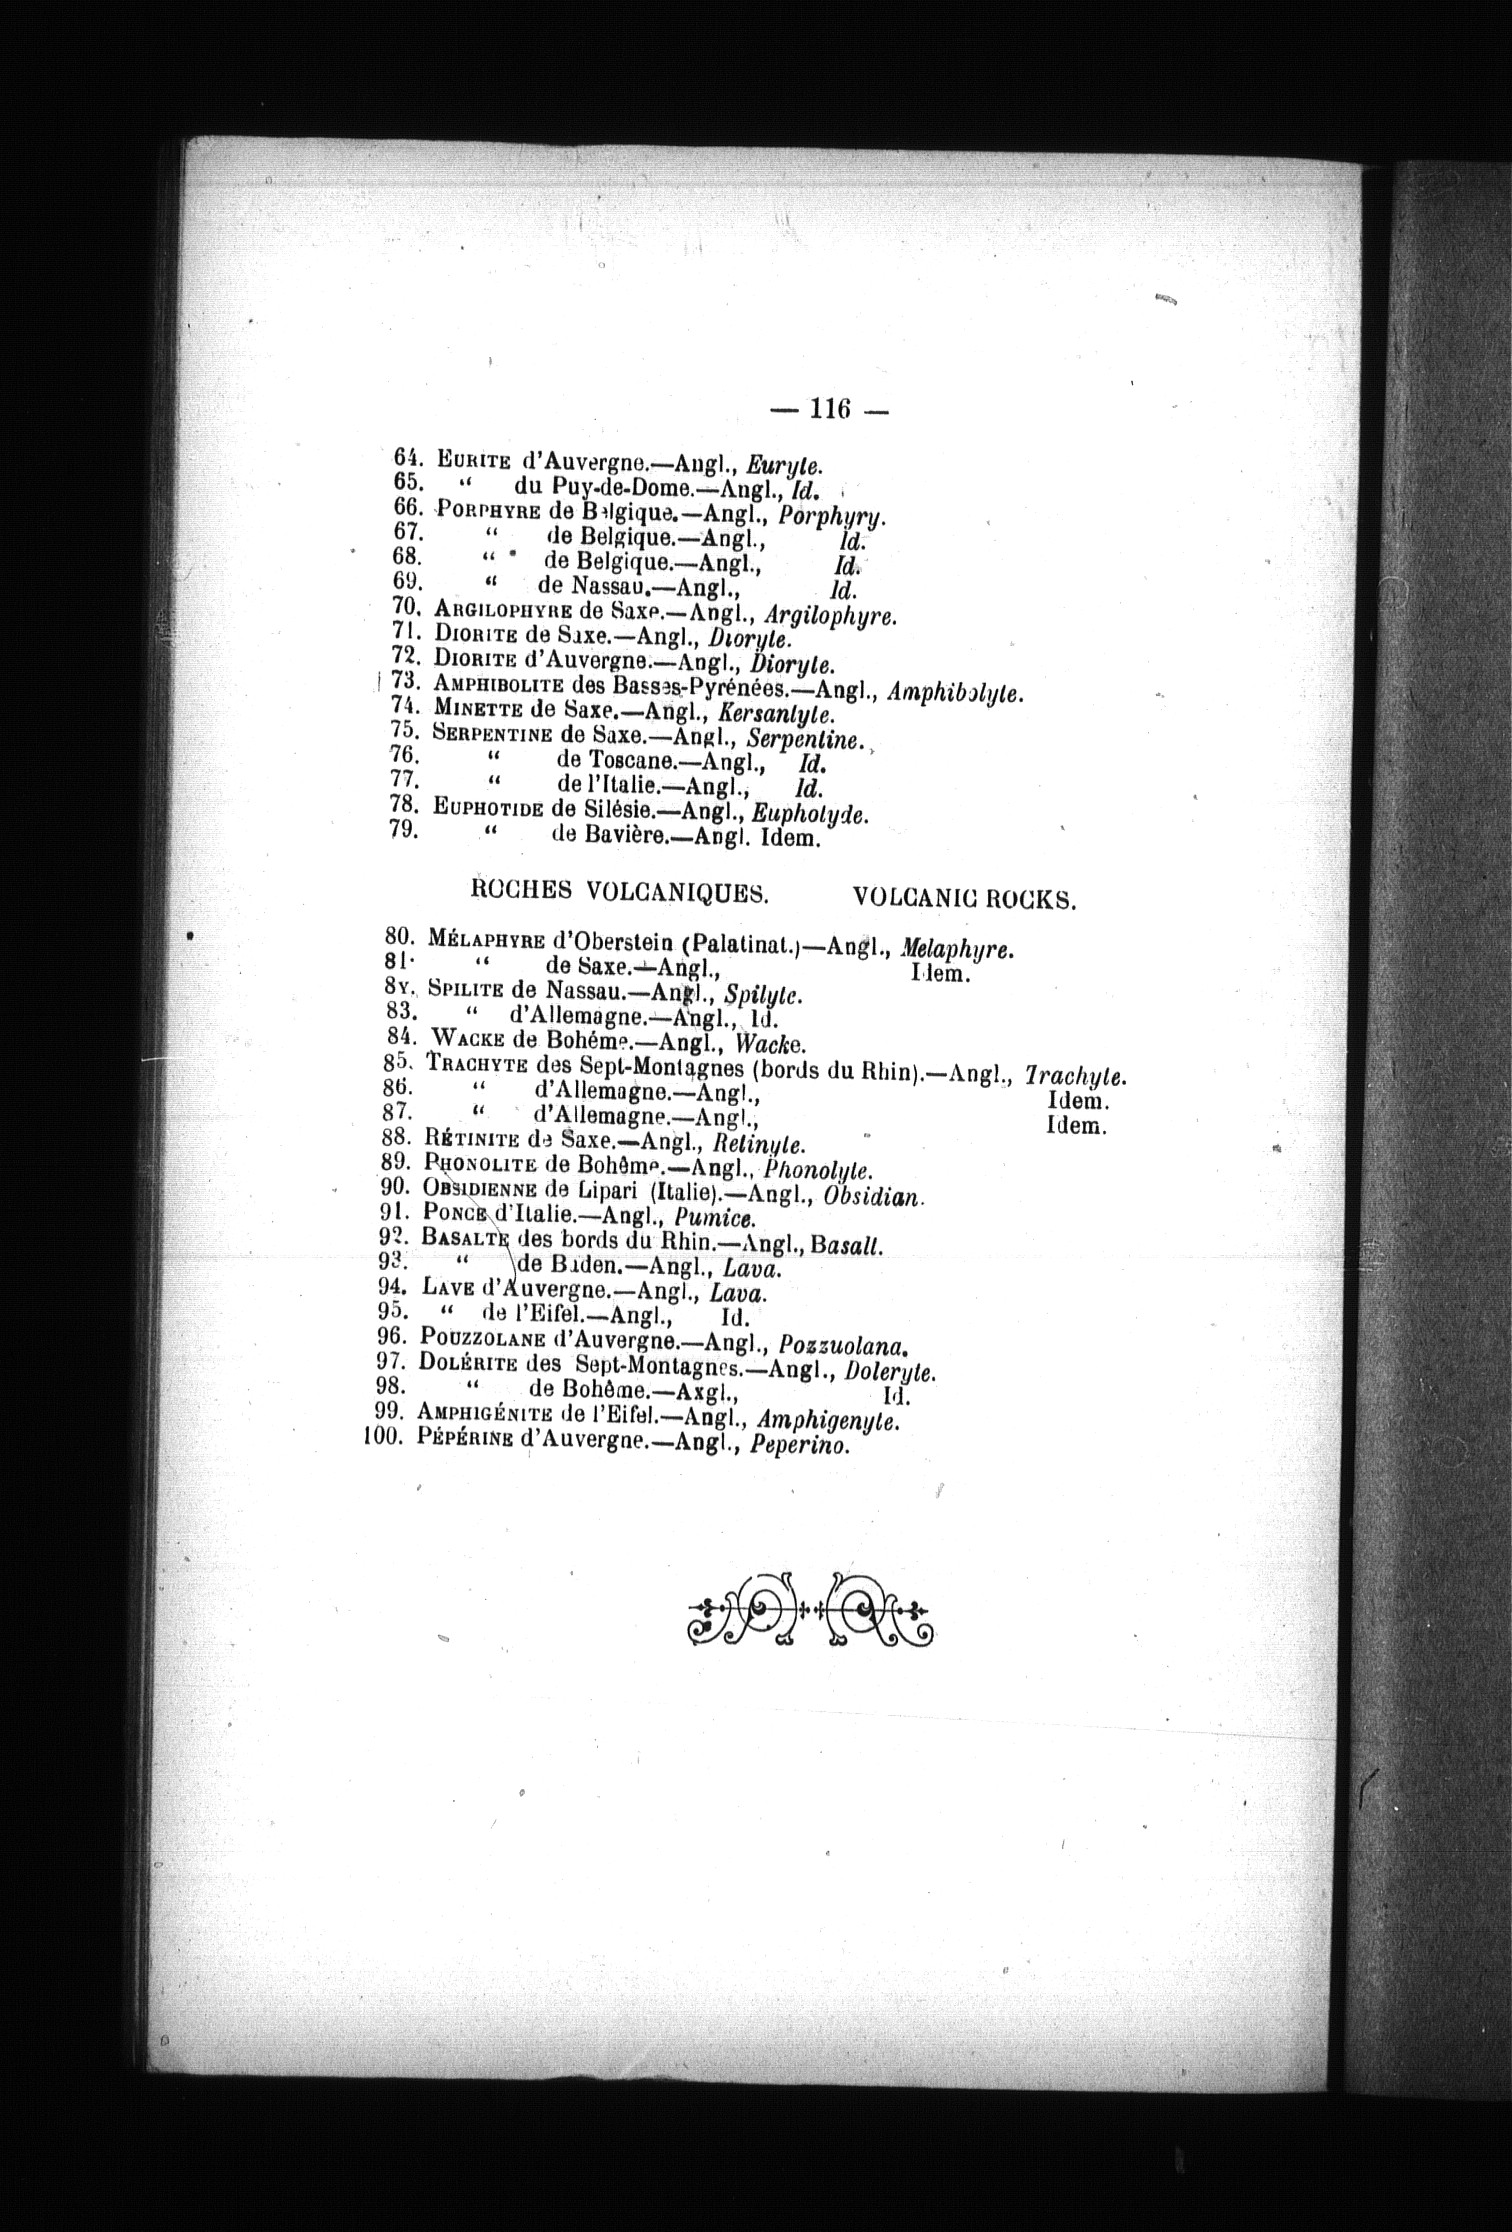 — 116 —
64. EURITE d'Auvergne.—Angl., Euryte.
65. “ du Puy-de-Dome.—Angl., Id.
66. PORPHYRE de Belgique.—Angl., Porphyry.
67. “ de Belgique.—Angl., Id.
68. “ de Belgique.—Angl., Id.
69. “ de Nassau.—Angl., Id.
70. ARGILOPHYRE de Saxe.—Angl., Argilophyre.
71. DIORITE de Saxe.—Angl., Dioryte.
72. DIORITE d'Auvergne.—Angl., Dioryte.
73. AMPHIBOLITE des Basses-Pyrénées.—Angl., Amphibolyte.
74. MINETTE de Saxe.—Angl., Kersantyte.
75. SERPENTINE de Saxe.—Angl., Serpentine.
76. “ de Toscane.—Angl., Id.
77. “ de l'Italie.—Angl., Id.
78. EUPHOTIDE de Silésie.—Angl., Euphotyde.
79. “ de Bavière.—Angl. Idem.
ROCHES VOLCANIQUES. VOLCANIC ROCKS.
80. MÉLAPHYRE d'Oberstein (Palatinat.)—Angl., Melaphyre.
81. “ de Saxe.—Angl., Idem.
8Y. SPILITE de Nassau.—Angl., Spilyte.
83. “ d'Allemagne.—Angl., Id.
84. WACKE de Bohéme.—Angl., Wacke.
85. TRACHYTE des Sept-Montagnes (bords du Rhin).—Angl., Trachyte.
86. “ d'Allemagne.—Angl., Idem.
87. “ d'Allemagne.—Angl., Idem.
88. RÉTINITE de Saxe.—Angl., Retinyte.
89. PHONOLITE de Bohême.—Angl., Phonolyte.
90. OBSIDIENNE de Lipari (Italie).—Angl., Obsidian.
91. PONCE d'Italie.—Angl., Pumice.
92. BASALTE des bords du Rhin.—Angl., Basalt.
93. “ de Baden.—Angl., Lava.
94. LAVE d'Auvergne.—Angl., Lava.
95. “ de l'Eifel.—Angl., Id.
96. POUZZOLANE d'Auvergne.—Angl., Pozzuolana.
97. DOLÉRITE des Sept-Montagnes.—Angl., Doleryte.
98. “ de Bohême.—Axgl., Id.
99. AMPHIGÉNITE de l'Eifel.—Angl., Amphigenyte.
100. PÉPÉRINE d'Auvergne.—Angl., Peperino.